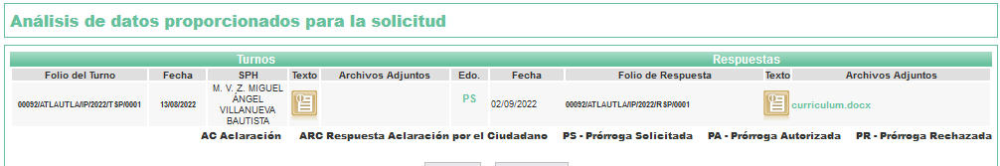 Análisis de datos proporcionados para la solicitud
Turnos Respuestas
Folio del Turno Fecha SPH Texto Archivos Adjuntos Edo. Fecha Folio de Respuesta Texto Archivos Adjuntos
00092/ATLAUTLA/IP/2022/TSP/0001 13/08/2022 M. V. Z. MIGUEL ÁNGEL VILLANUEVA BAUTISTA PS 02/09/2022 00092/ATLAUTLA/IP/2022/RSP/0001 curriculum.docx
AC Aclaración ARC Respuesta Aclaración por el Ciudadano PS - Prórroga Solicitada PA - Prórroga Autorizada PR - Prórroga Rechazada